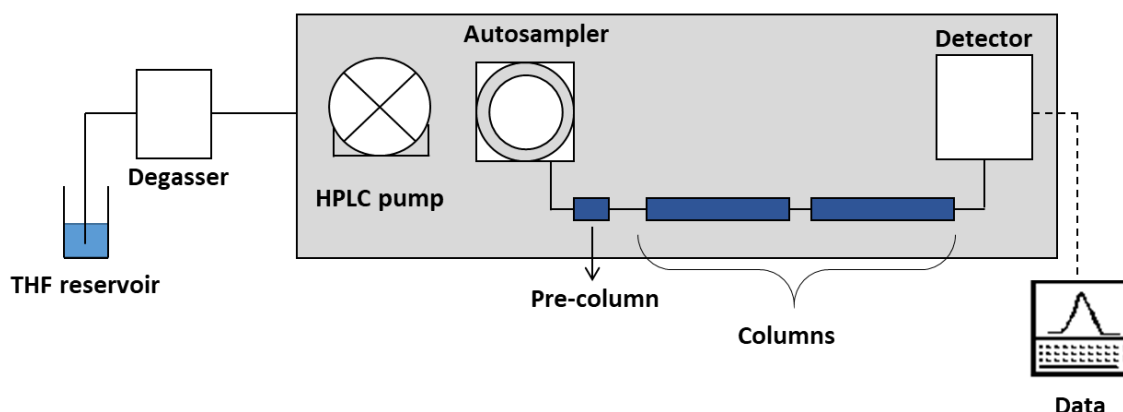 Autosampler
Detector
Degasser
HPLC pump
THF reservoir
Pre-column
Columns
Data